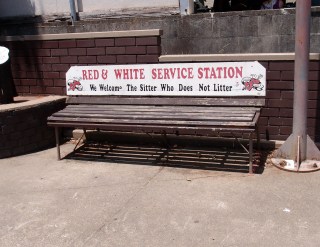 RED & WHITE SERVICE STATION
We Welcome The Sitter Who Does Not Litter